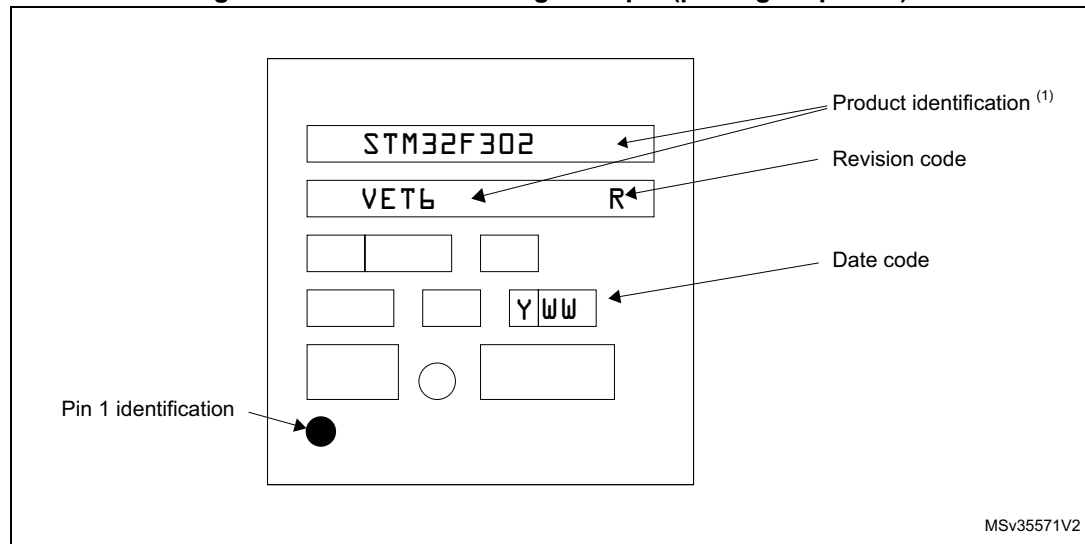 Product identification (1)
STM32F302
Revision code
VET6 R
Date code
Y WW
Pin 1 identification
MSv35571V2